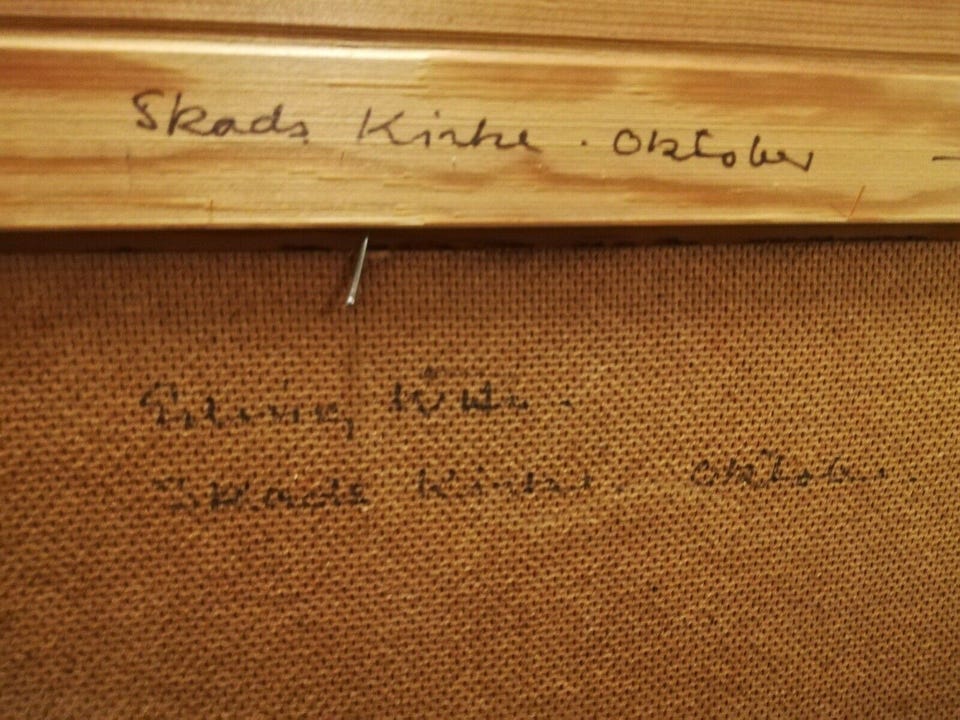 Skads Kirke. Oktober -
Skads Kirke. Oktober.